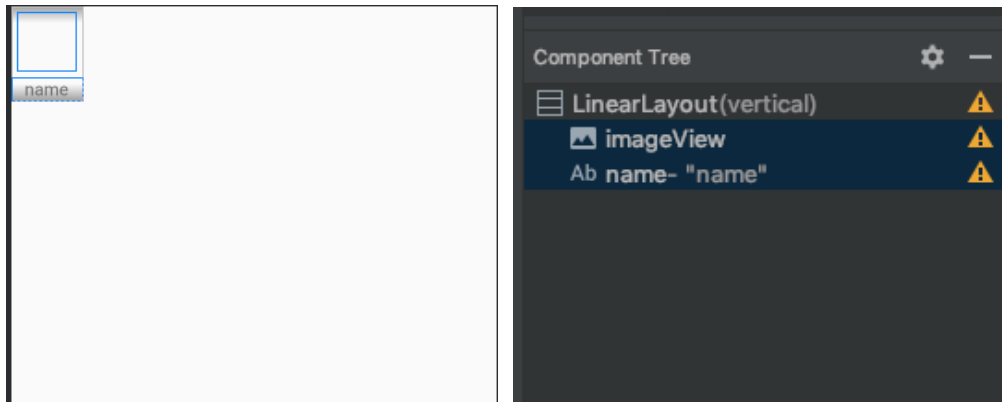 name
Component Tree
LinearLayout(vertical)
imageView
Ab name- "name"